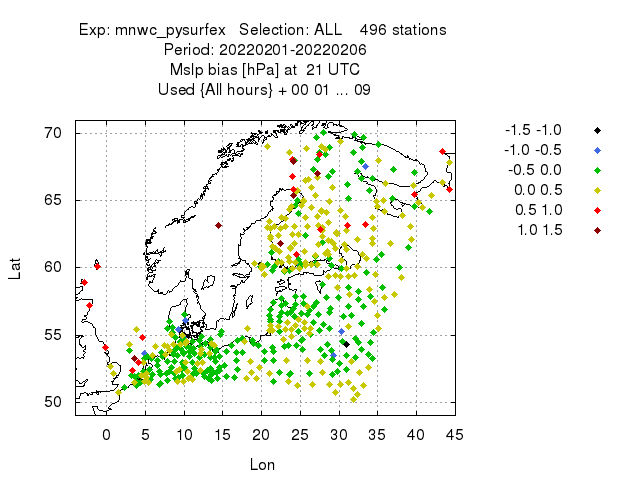 Exp: mnwc_pysurfex   Selection: ALL    496 stations
Period: 20220201-20220206
Mslp bias [hPa] at  21 UTC
Used {All hours} + 00 01 ... 09
70
65
60
55
50
Lat
0 5 10 15 20 25 30 35 40 45
Lon
-1.5 -1.0
-1.0 -0.5
-0.5 0.0
0.0 0.5
0.5 1.0
1.0 1.5